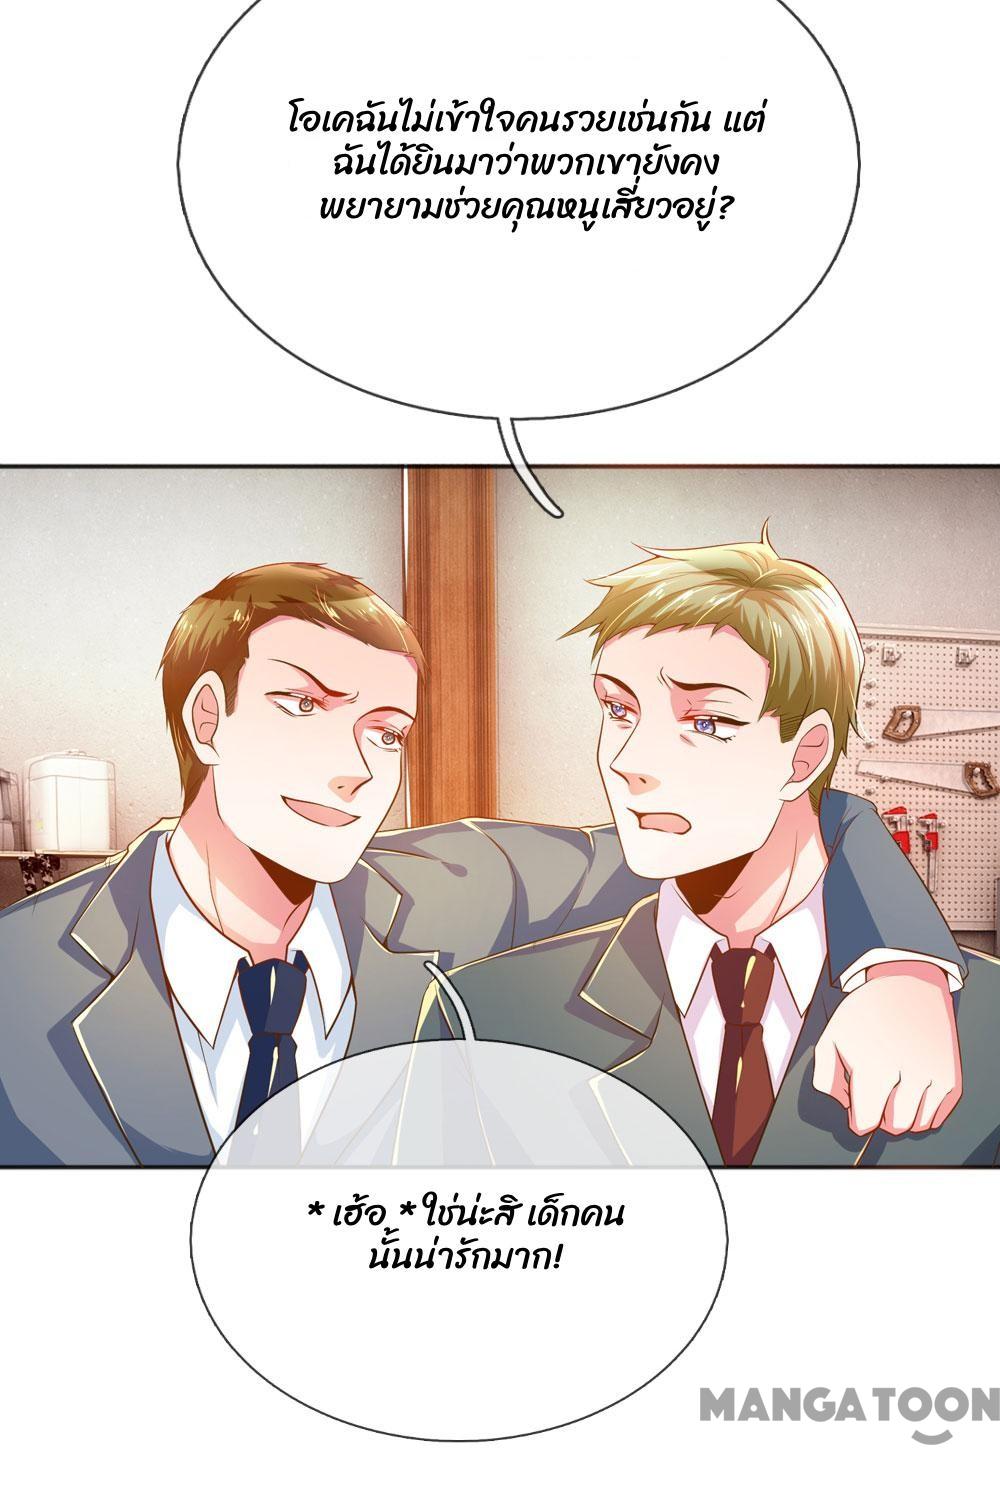 โอเคฉันไม่เข้าใจคนรวยเช่นกัน แต่
ฉันได้ยินมาว่าพวกเขายังคง
พยายามช่วยคุณหนูเสี่ยวอยู่?
*เฮ้อ *ใช่น่ะสิ เด็กคน
นั้นน่ารักมาก!
MANGATOON